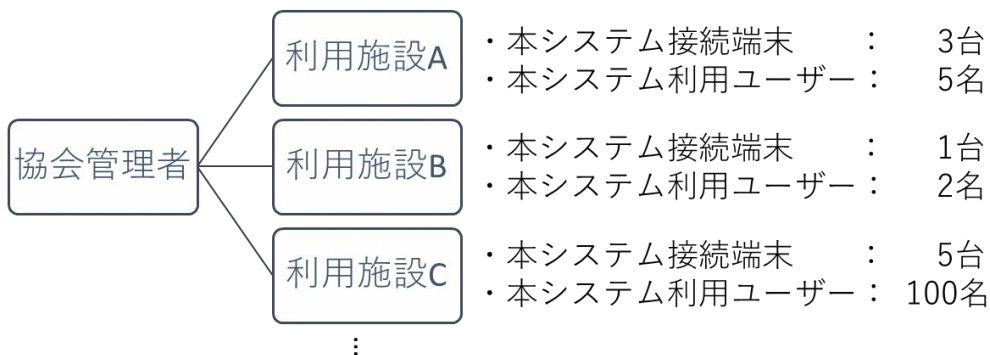 利用施設A
・本システム接続端末 : 3台
・本システム利用ユーザー: 5名
協会管理者
利用施設B
・本システム接続端末 : 1台
・本システム利用ユーザー: 2名
利用施設C
・本システム接続端末 : 5台
・本システム利用ユーザー: 100名
⋮